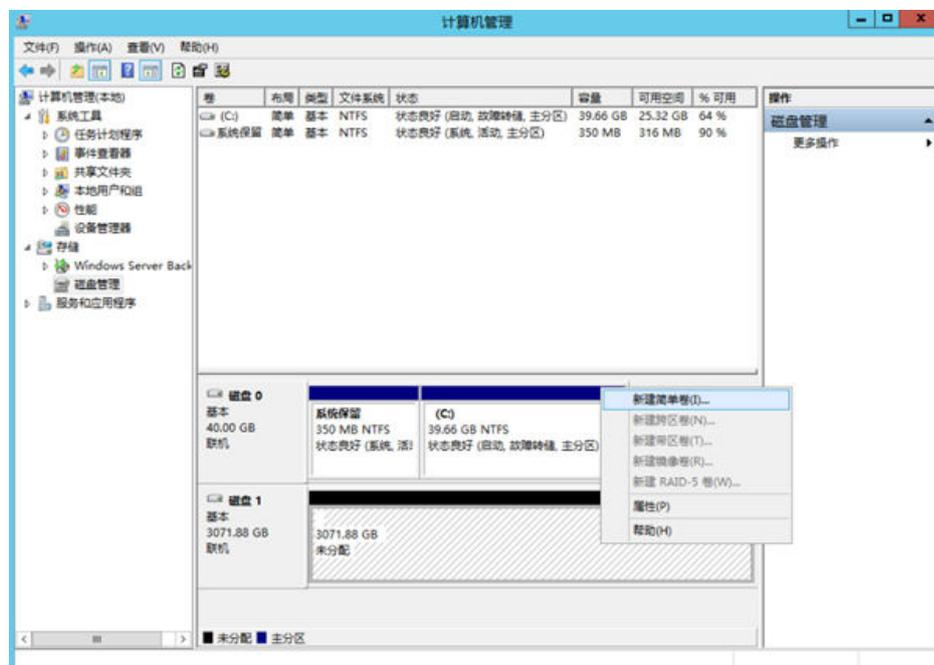 计算机管理
文件(F) 操作(A) 查看(V) 帮助(H)
计算机管理(本地)
系统工具
任务计划程序
事件查看器
共享文件夹
本地用户和组
性能
设备管理器
存储
Windows Server Back
磁盘管理
服务和应用程序
卷 布局 类型 文件系统 状态 容量 可用空间 % 可用
(C:) 简单 基本 NTFS 状态良好 (启动, 故障转储, 主分区) 39.66 GB 25.32 GB 64 %
系统保留 简单 基本 NTFS 状态良好 (系统, 活动, 主分区) 350 MB 316 MB 90 %
操作
磁盘管理
更多操作
磁盘 0
基本
40.00 GB
联机
系统保留
350 MB NTFS
状态良好 (系统, 活动
(C:)
39.66 GB NTFS
状态良好 (启动, 故障转储, 主分区)
新建简单卷(I)...
新建跨区卷(N)...
新建带区卷(T)...
新建镜像卷(R)...
新建 RAID-5 卷(W)...
属性(P)
帮助(H)
磁盘 1
基本
3071.88 GB
联机
3071.88 GB
未分配
未分配 主分区